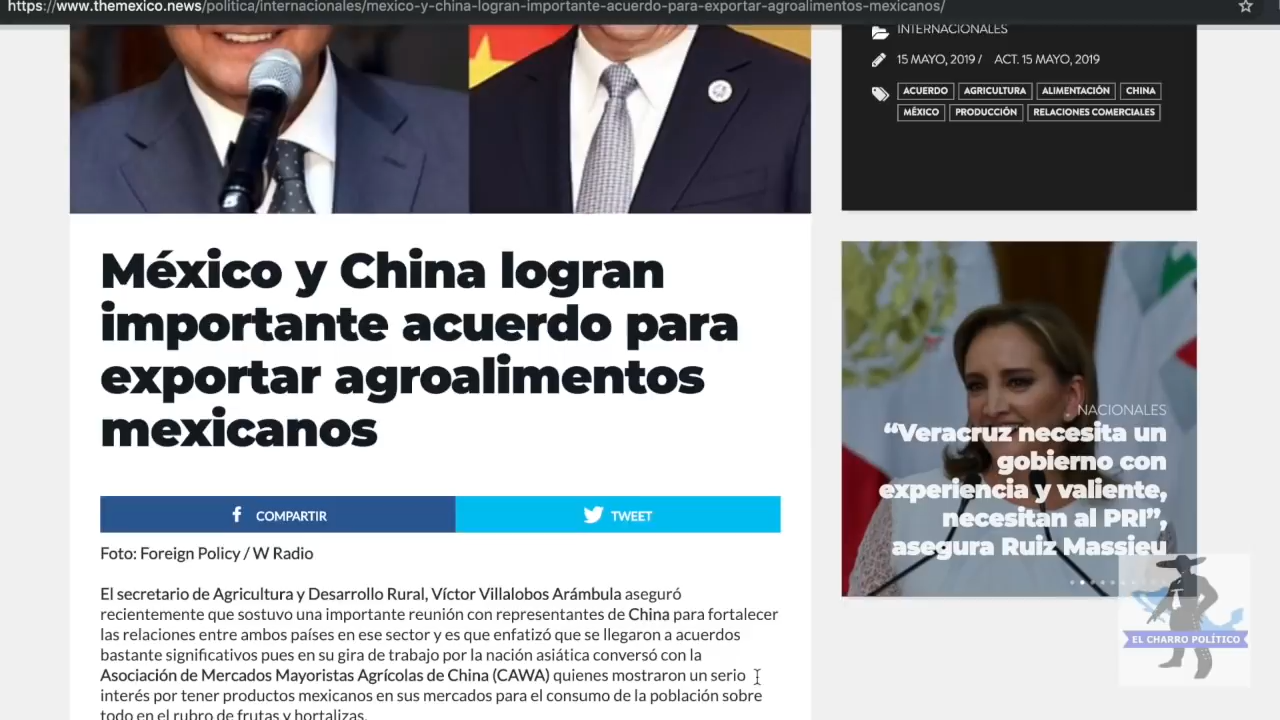 https://www.themexico.news/politica/internacionales/mexico-y-china-logran-importante-acuerdo-para-exportar-agroalimentos-mexicanos/
INTERNACIONALES
15 MAYO, 2019 / ACT. 15 MAYO, 2019
ACUERDO AGRICULTURA ALIMENTACIÓN CHINA
MÉXICO PRODUCCIÓN RELACIONES COMERCIALES
México y China logran
importante acuerdo para
exportar agroalimentos
mexicanos
COMPARTIR TWEET
Foto: Foreign Policy / W Radio
El secretario de Agricultura y Desarrollo Rural, Víctor Villalobos Arámbula aseguró
recientemente que sostuvo una importante reunión con representantes de China para fortalecer
las relaciones entre ambos países en ese sector y es que enfatizó que se llegaron a acuerdos
bastante significativos pues en su gira de trabajo por la nación asiática conversó con la
Asociación de Mercados Mayoristas Agrícolas de China (CAWA) quienes mostraron un serio
interés por tener productos mexicanos en sus mercados para el consumo de la población sobre
todo en el rubro de frutas y hortalizas.
NACIONALES
“Veracruz necesita un
gobierno con
experiencia y valiente,
necesitan al PRI”,
asegura Ruiz Massieu
EL CHARRO POLÍTICO